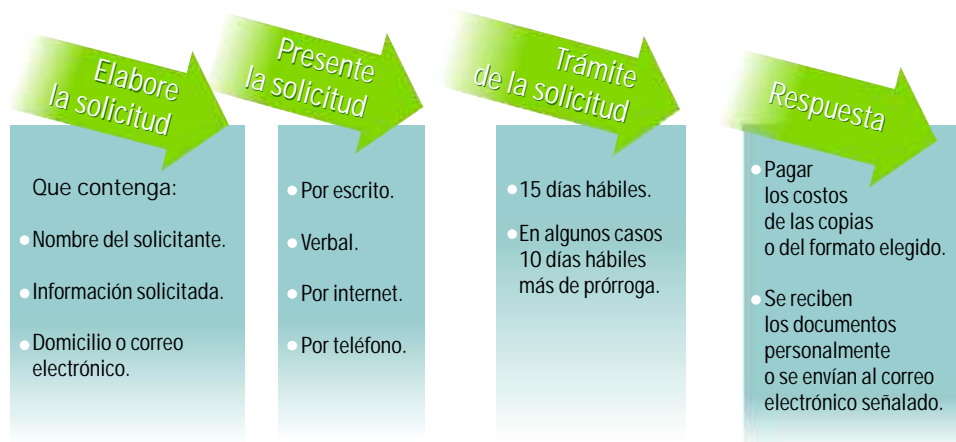 Elabore
la solicitud
Que contenga:
Nombre del solicitante.
Información solicitada.
Domicilio o correo
electrónico.
Presente
la solicitud
Por escrito.
Verbal.
Por internet.
Por teléfono.
Trámite
de la solicitud
15 días hábiles.
En algunos casos
10 días hábiles
más de prórroga.
Respuesta
Pagar
los costos
de las copias
o del formato elegido.
Se reciben
los documentos
personalmente
o se envían al correo
electrónico señalado.